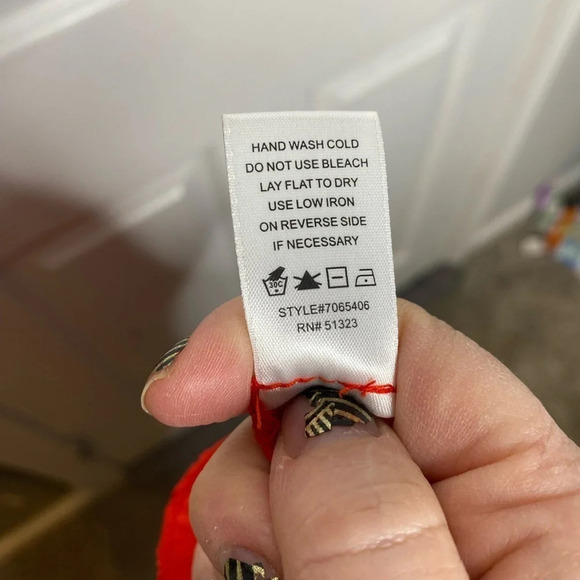 HAND WASH COLD
DO NOT USE BLEACH
LAY FLAT TO DRY
USE LOW IRON
ON REVERSE SIDE
IF NECESSARY
30C
STYLE#7065406
RN# 51323